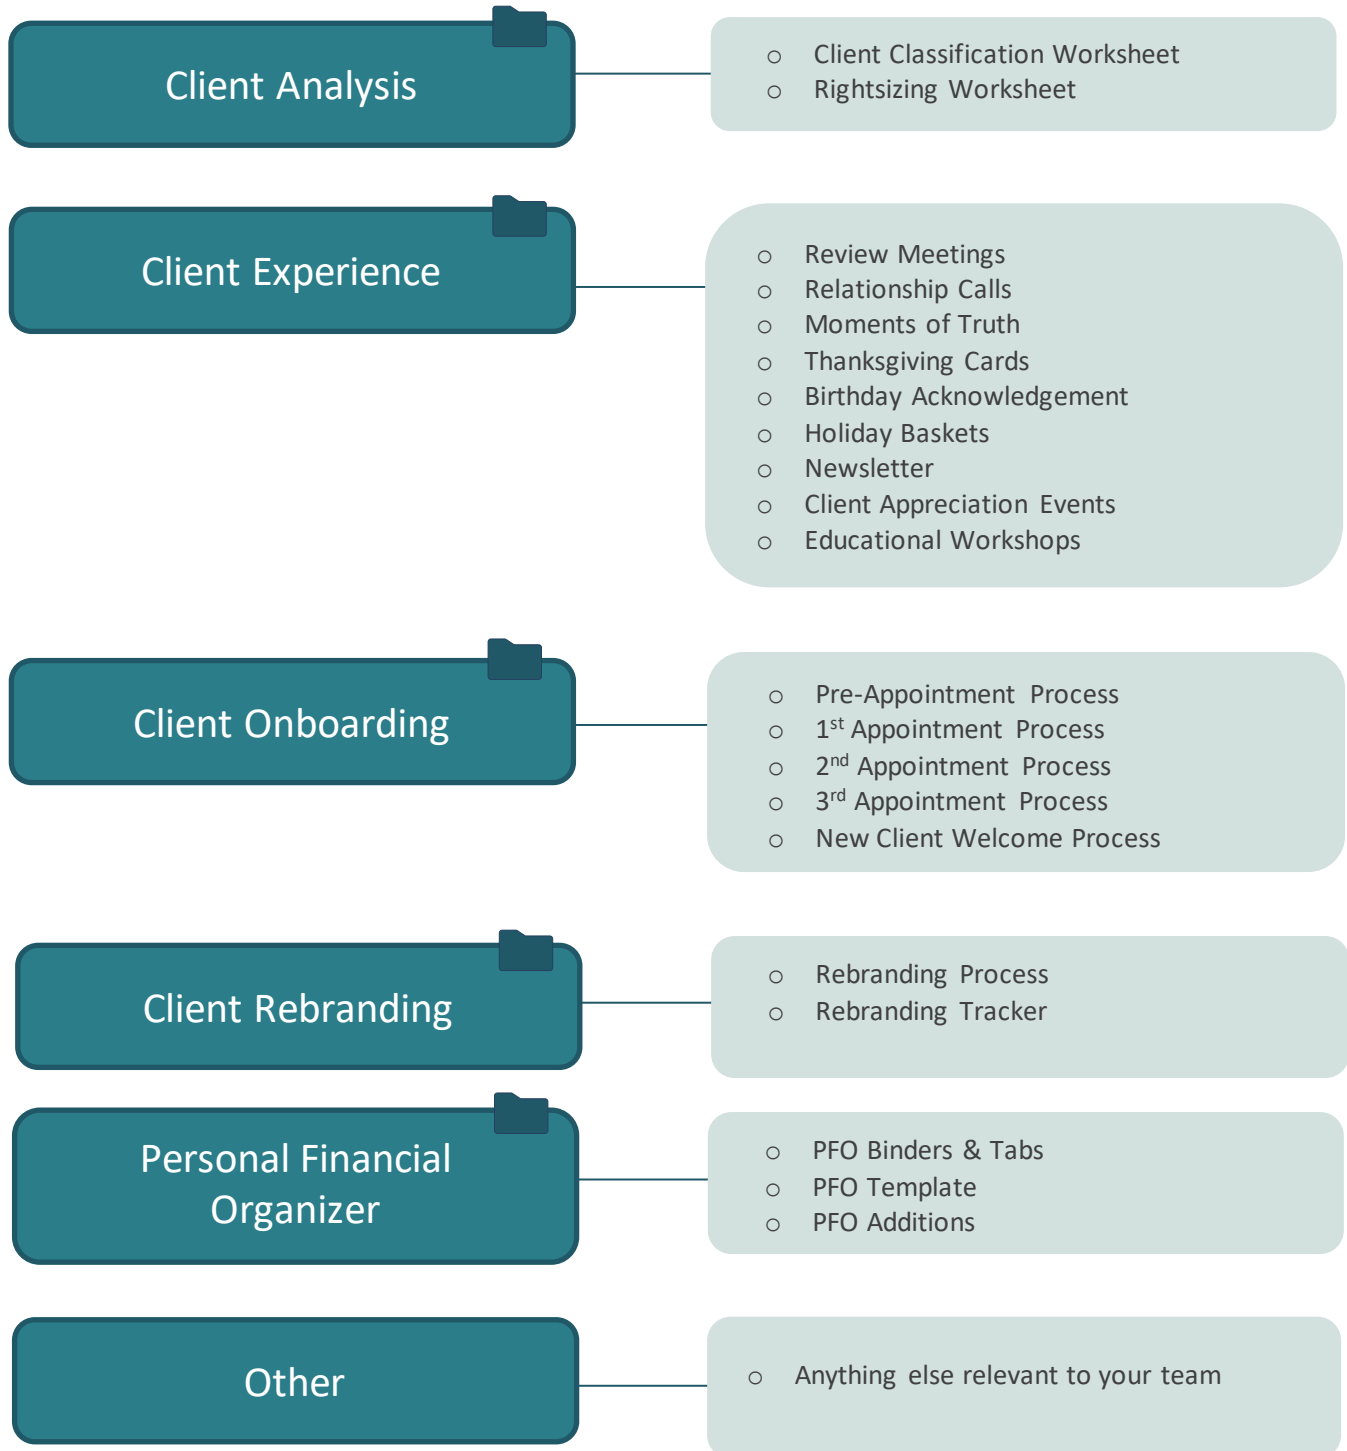 Client Analysis
o Client Classification Worksheet
o Rightsizing Worksheet
Client Experience
o Review Meetings
o Relationship Calls
o Moments of Truth
o Thanksgiving Cards
o Birthday Acknowledgement
o Holiday Baskets
o Newsletter
o Client Appreciation Events
o Educational Workshops
Client Onboarding
o Pre-Appointment Process
o 1st Appointment Process
o 2nd Appointment Process
o 3rd Appointment Process
o New Client Welcome Process
Client Rebranding
o Rebranding Process
o Rebranding Tracker
Personal Financial
Organizer
o PFO Binders & Tabs
o PFO Template
o PFO Additions
Other
o Anything else relevant to your team